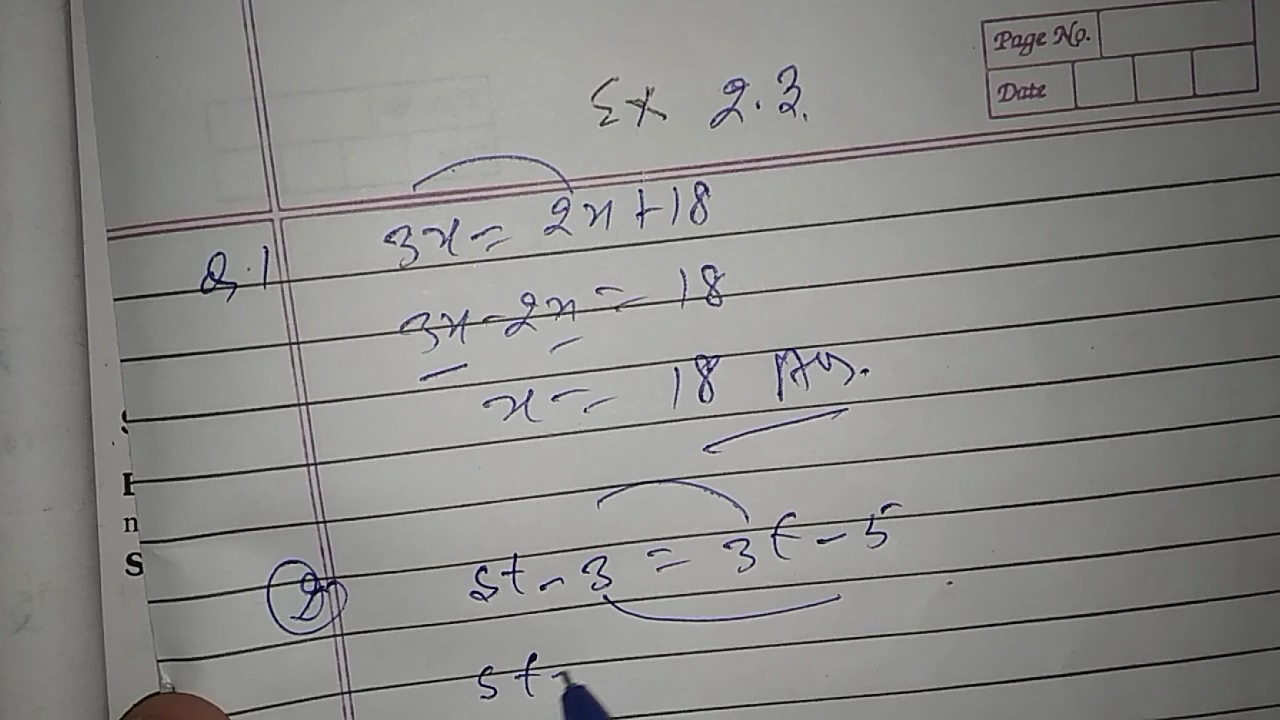 Page No.
Date
Ex 2.3.
Q.1 3x = 2x + 18
3x - 2x = 18
x = 18 Ans.
② 5t - 3 = 3t - 5
5t -
n
S